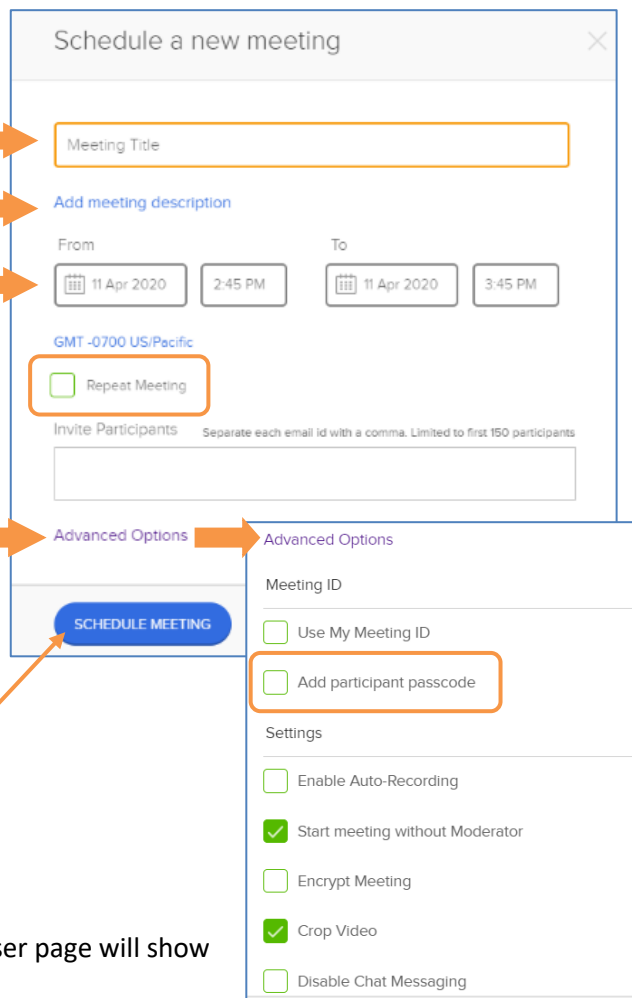 Schedule a new meeting
Meeting Title
Add meeting description
From To
11 Apr 2020 2:45 PM 11 Apr 2020 3:45 PM
GMT -0700 US/Pacific
Repeat Meeting
Invite Participants Separate each email id with a comma. Limited to first 150 participants
Advanced Options
SCHEDULE MEETING
Advanced Options
Meeting ID
Use My Meeting ID
Add participant passcode
Settings
Enable Auto-Recording
Start meeting without Moderator
Encrypt Meeting
Crop Video
Disable Chat Messaging
page will show